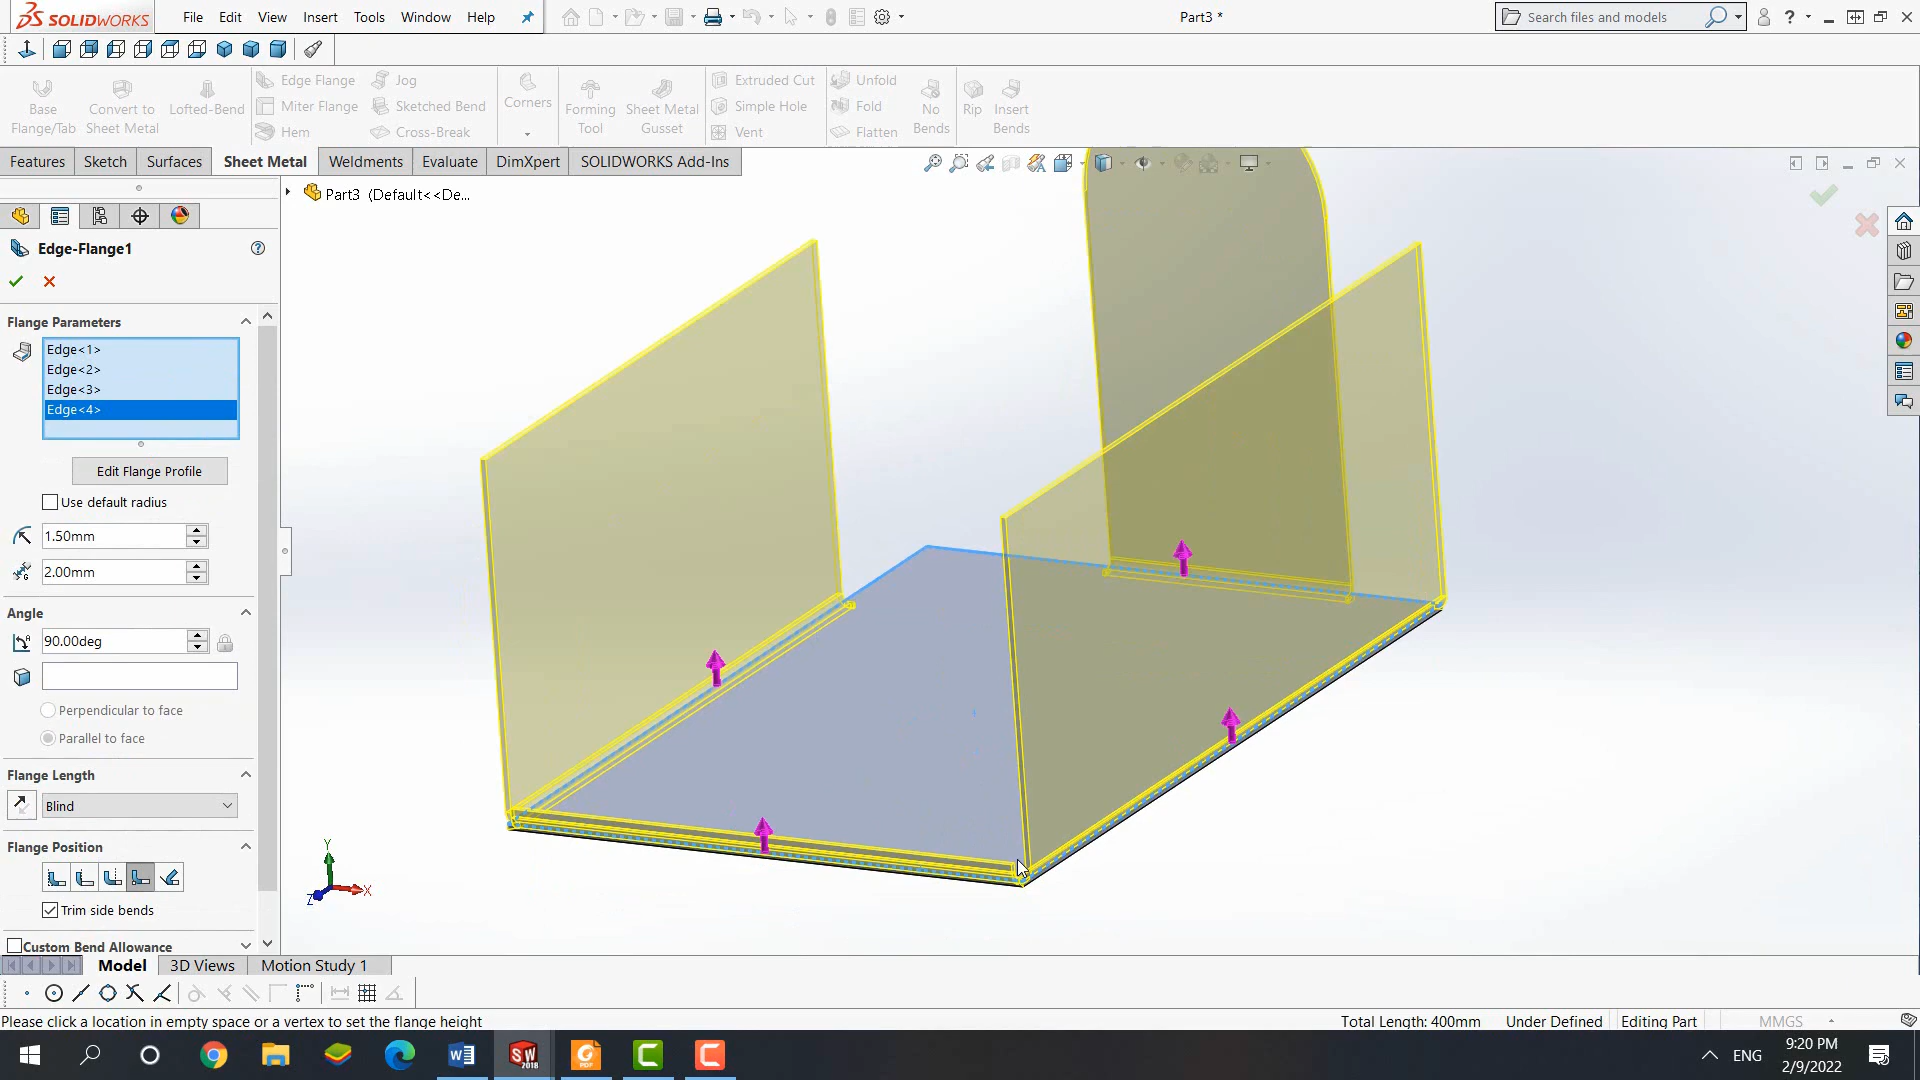 SOLIDWORKS File Edit View Insert Tools Window Help Part3 * Search files and models ?
Base Flange/Tab
Convert to Sheet Metal
Lofted-Bend
Edge Flange
Miter Flange
Hem
Jog
Sketched Bend
Cross-Break
Corners
Forming Tool
Sheet Metal Gusset
Extruded Cut
Simple Hole
Vent
Unfold
Fold
Flatten
No Bends
Rip
Insert Bends
Features Sketch Surfaces Sheet Metal Weldments Evaluate DimXpert SOLIDWORKS Add-Ins
Part3 (Default<<De...
Edge-Flange1
Flange Parameters
Edge<1>
Edge<2>
Edge<3>
Edge<4>
Edit Flange Profile
Use default radius
1.50mm
2.00mm
Angle
90.00deg
Perpendicular to face
Parallel to face
Flange Length
Blind
Flange Position
Trim side bends
Custom Bend Allowance
Y
X
Z
Model 3D Views Motion Study 1
Please click a location in empty space or a vertex to set the flange height Total Length: 400mm Under Defined Editing Part MMGS
SW 2018
PDF
ENG
9:20 PM
2/9/2022